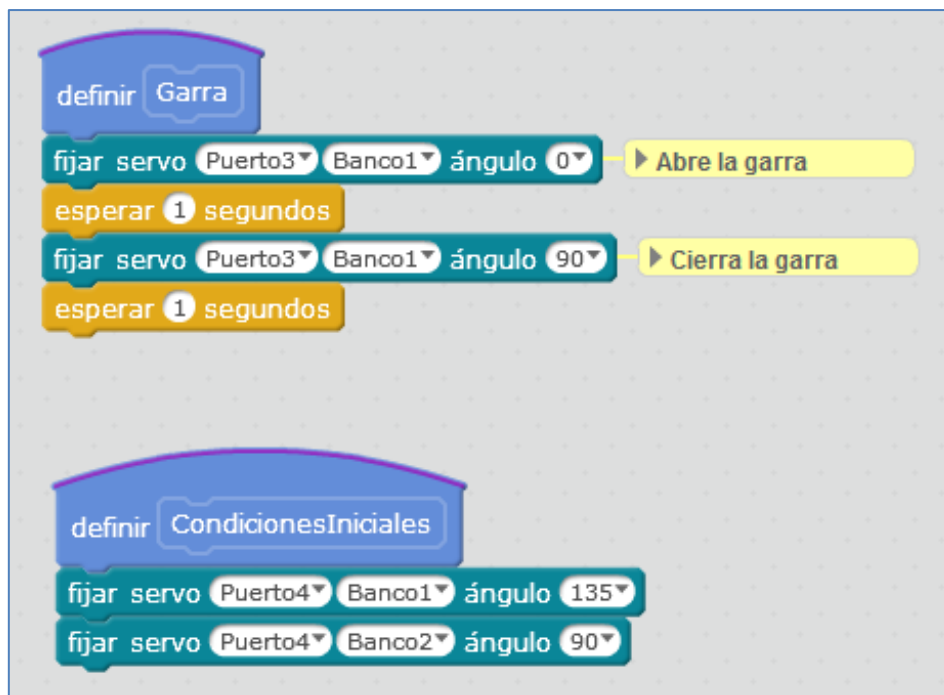 definir Garra
fijar servo Puerto3 Banco1 ángulo 0 Abre la garra
esperar 1 segundos
fijar servo Puerto3 Banco1 ángulo 90 Cierra la garra
esperar 1 segundos
definir CondicionesIniciales
fijar servo Puerto4 Banco1 ángulo 135
fijar servo Puerto4 Banco2 ángulo 90